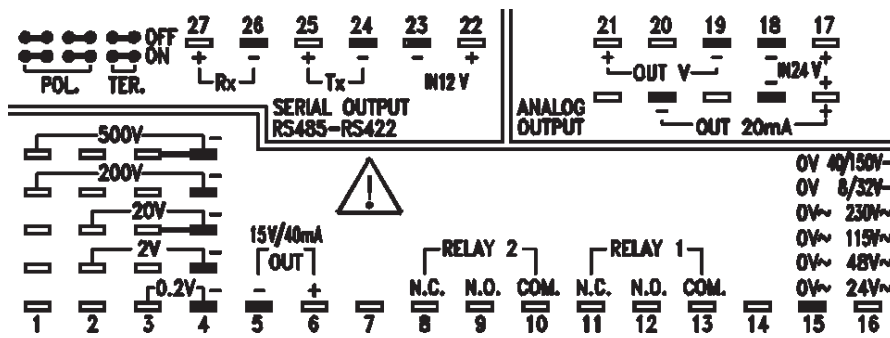 OFF
ON
POL. TER.
27 26 25 24 23 22
+ - + - - +
Rx Tx IN12 V
SERIAL OUTPUT
RS485-RS422
21 20 19 18 17
+ - - +
OUT V IN24 V
- - +
ANALOG
OUTPUT
OUT 20mA
500V -
200V -
20V -
2V -
0.2V -
15V/40mA
OUT
- +
RELAY 2 RELAY 1
N.C. N.O. COM. N.C. N.O. COM.
0V 40/150V-
0V 8/32V-
0V~ 230V~
0V~ 115V~
0V~ 48V~
0V~ 24V~
1 2 3 4 5 6 7 8 9 10 11 12 13 14 15 16